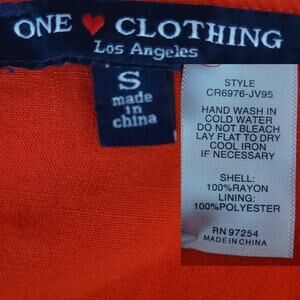 ONE ♥ CLOTHING
Los Angeles
S
made
in
china
STYLE
CR6976-JV95
HAND WASH IN
COLD WATER
DO NOT BLEACH
LAY FLAT TO DRY
COOL IRON
IF NECESSARY
SHELL:
100%RAYON
LINING:
100%POLYESTER
RN 97254
MADE IN CHINA